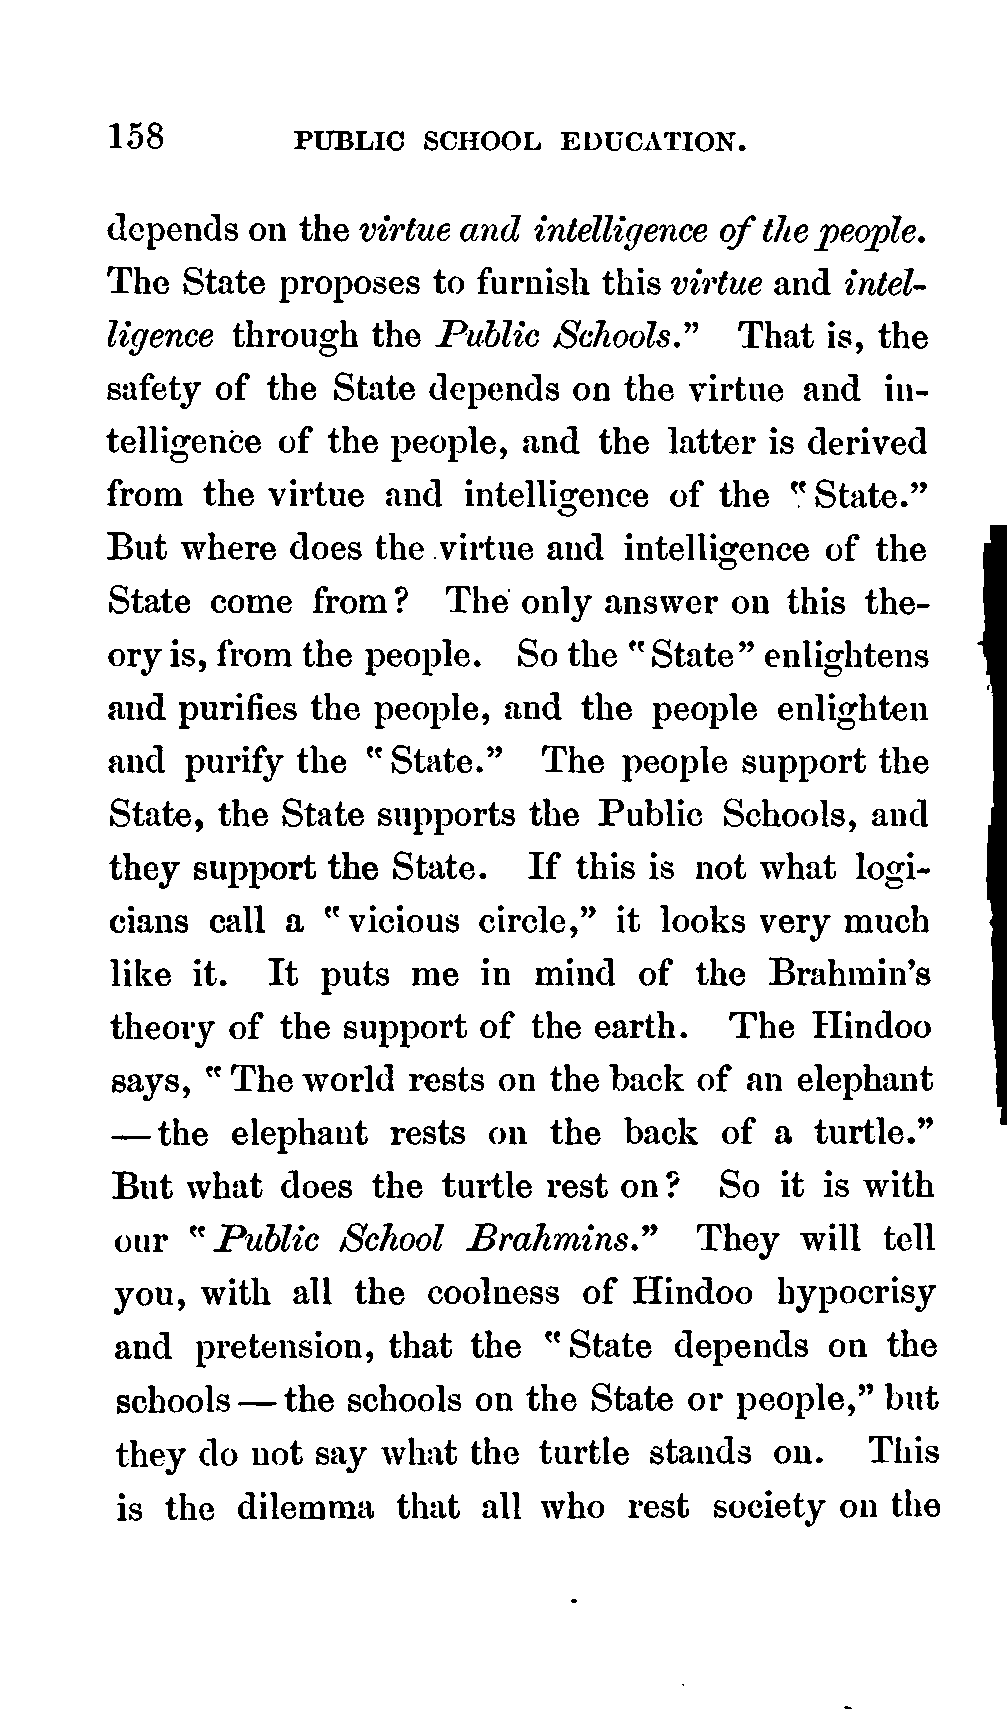 158 PUBLIC SCHOOL EDUCATION.
depends on the virtue and intelligence of the people.
The State proposes to furnish this virtue and intel-
ligence through the Public Schools.” That is, the
safety of the State depends on the virtue and in-
telligence of the people, and the latter is derived
from the virtue and intelligence of the “State.”
But where does the virtue and intelligence of the
State come from? The only answer on this the-
ory is, from the people. So the “State” enlightens
and purifies the people, and the people enlighten
and purify the “State.” The people support the
State, the State supports the Public Schools, and
they support the State. If this is not what logi-
cians call a “vicious circle,” it looks very much
like it. It puts me in mind of the Brahmin’s
theory of the support of the earth. The Hindoo
says, “The world rests on the back of an elephant
—the elephant rests on the back of a turtle.”
But what does the turtle rest on? So it is with
our “Public School Brahmins.” They will tell
you, with all the coolness of Hindoo hypocrisy
and pretension, that the “State depends on the
schools—the schools on the State or people,” but
they do not say what the turtle stands on. This
is the dilemma that all who rest society on the